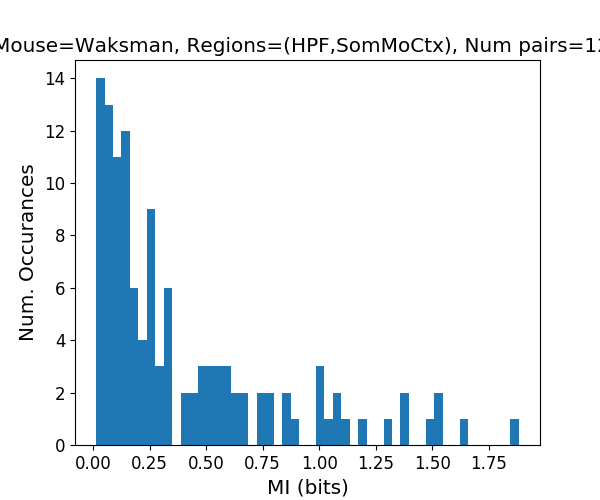 Mouse=Waksman, Regions=(HPF,SomMoCtx), Num pairs=12
14
12
10
8
6
4
2
0
Num. Occurances
0.00 0.25 0.50 0.75 1.00 1.25 1.50 1.75
MI (bits)